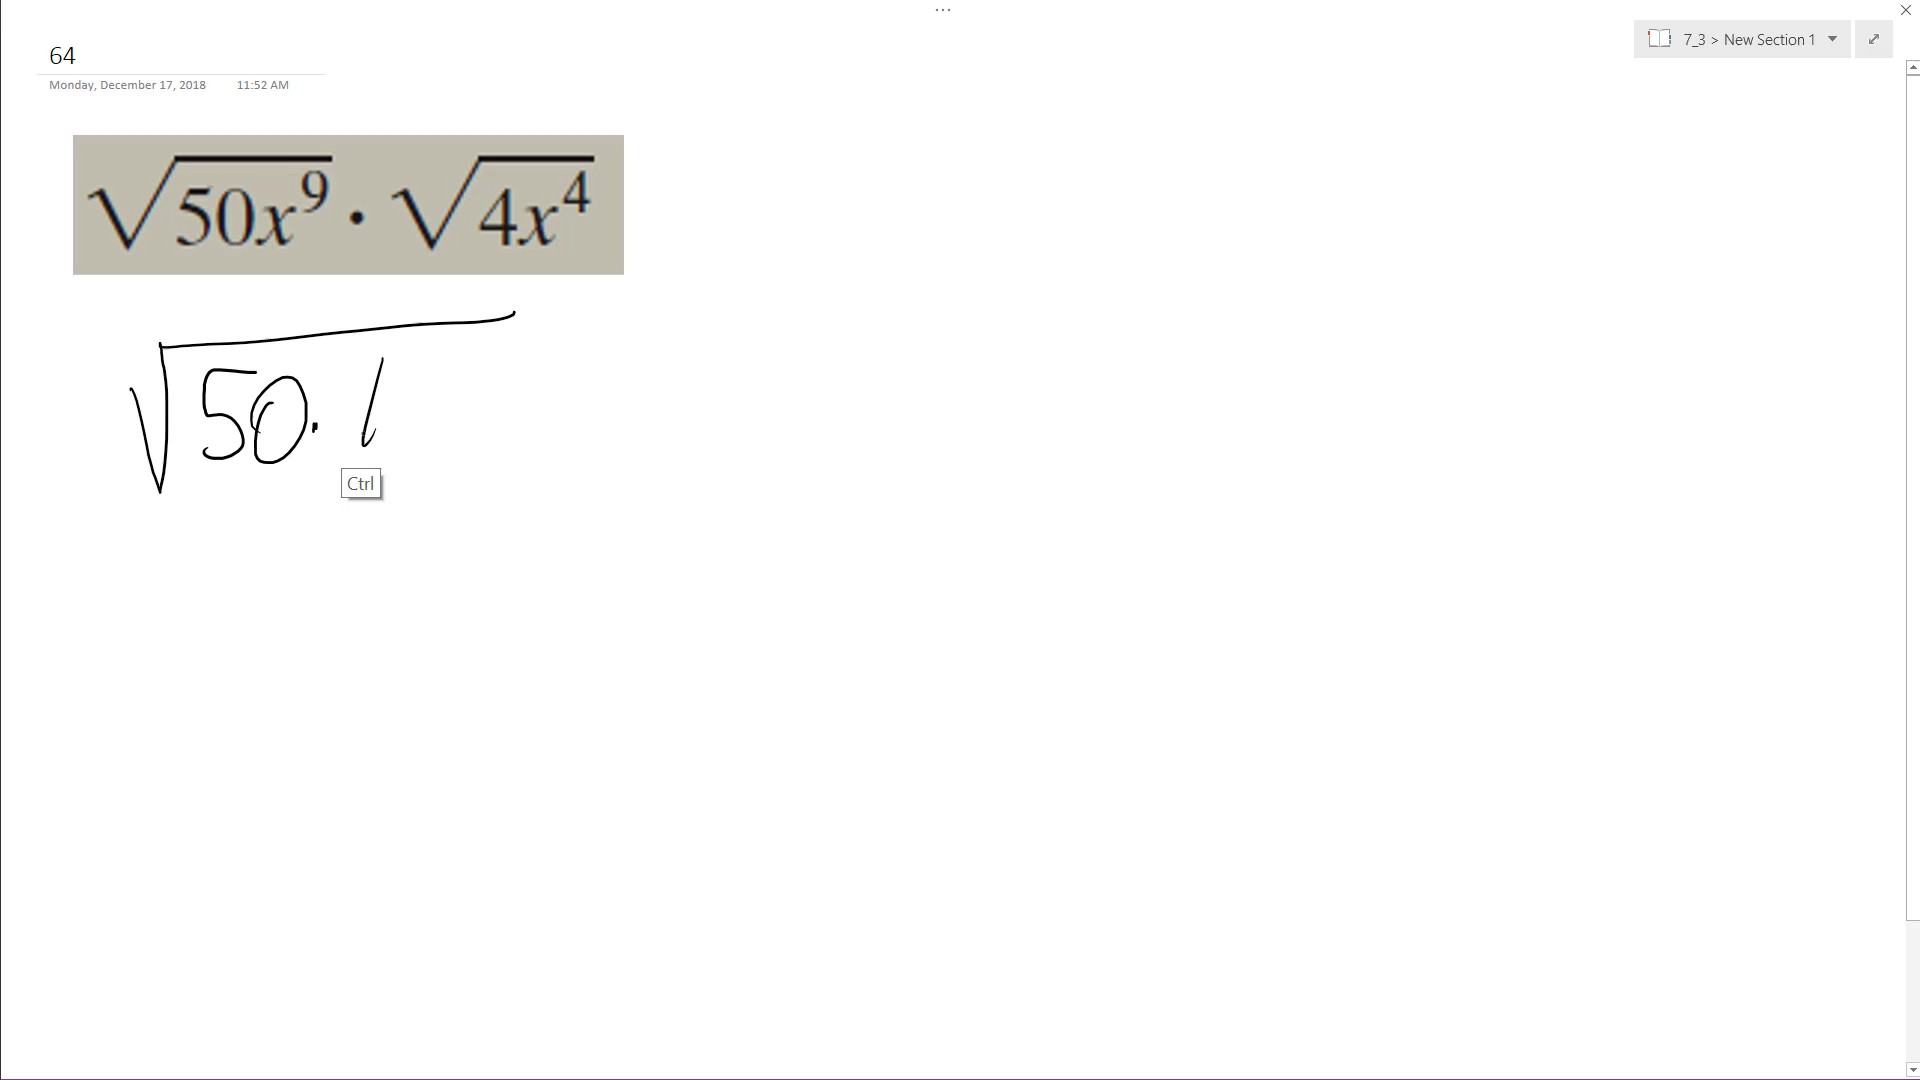 ...
7_3 > New Section 1
64
Monday, December 17, 2018 11:52 AM
√50x⁹ · √4x⁴
√50.
Ctrl